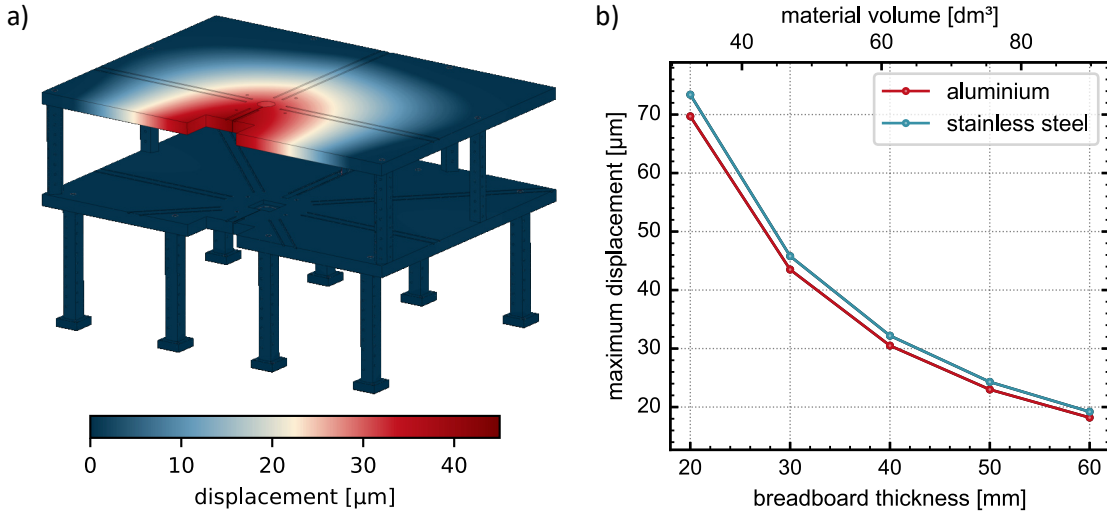 a)
0 10 20 30 40
displacement [μm]
b)
material volume [dm³]
40 60 80
aluminium
stainless steel
70
60
50
40
30
20
maximum displacement [μm]
20 30 40 50 60
breadboard thickness [mm]